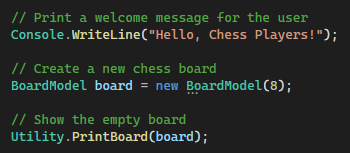 // Print a welcome message for the user
Console.WriteLine("Hello, Chess Players!");
// Create a new chess board
BoardModel board = new BoardModel(8);
// Show the empty board
Utility.PrintBoard(board);